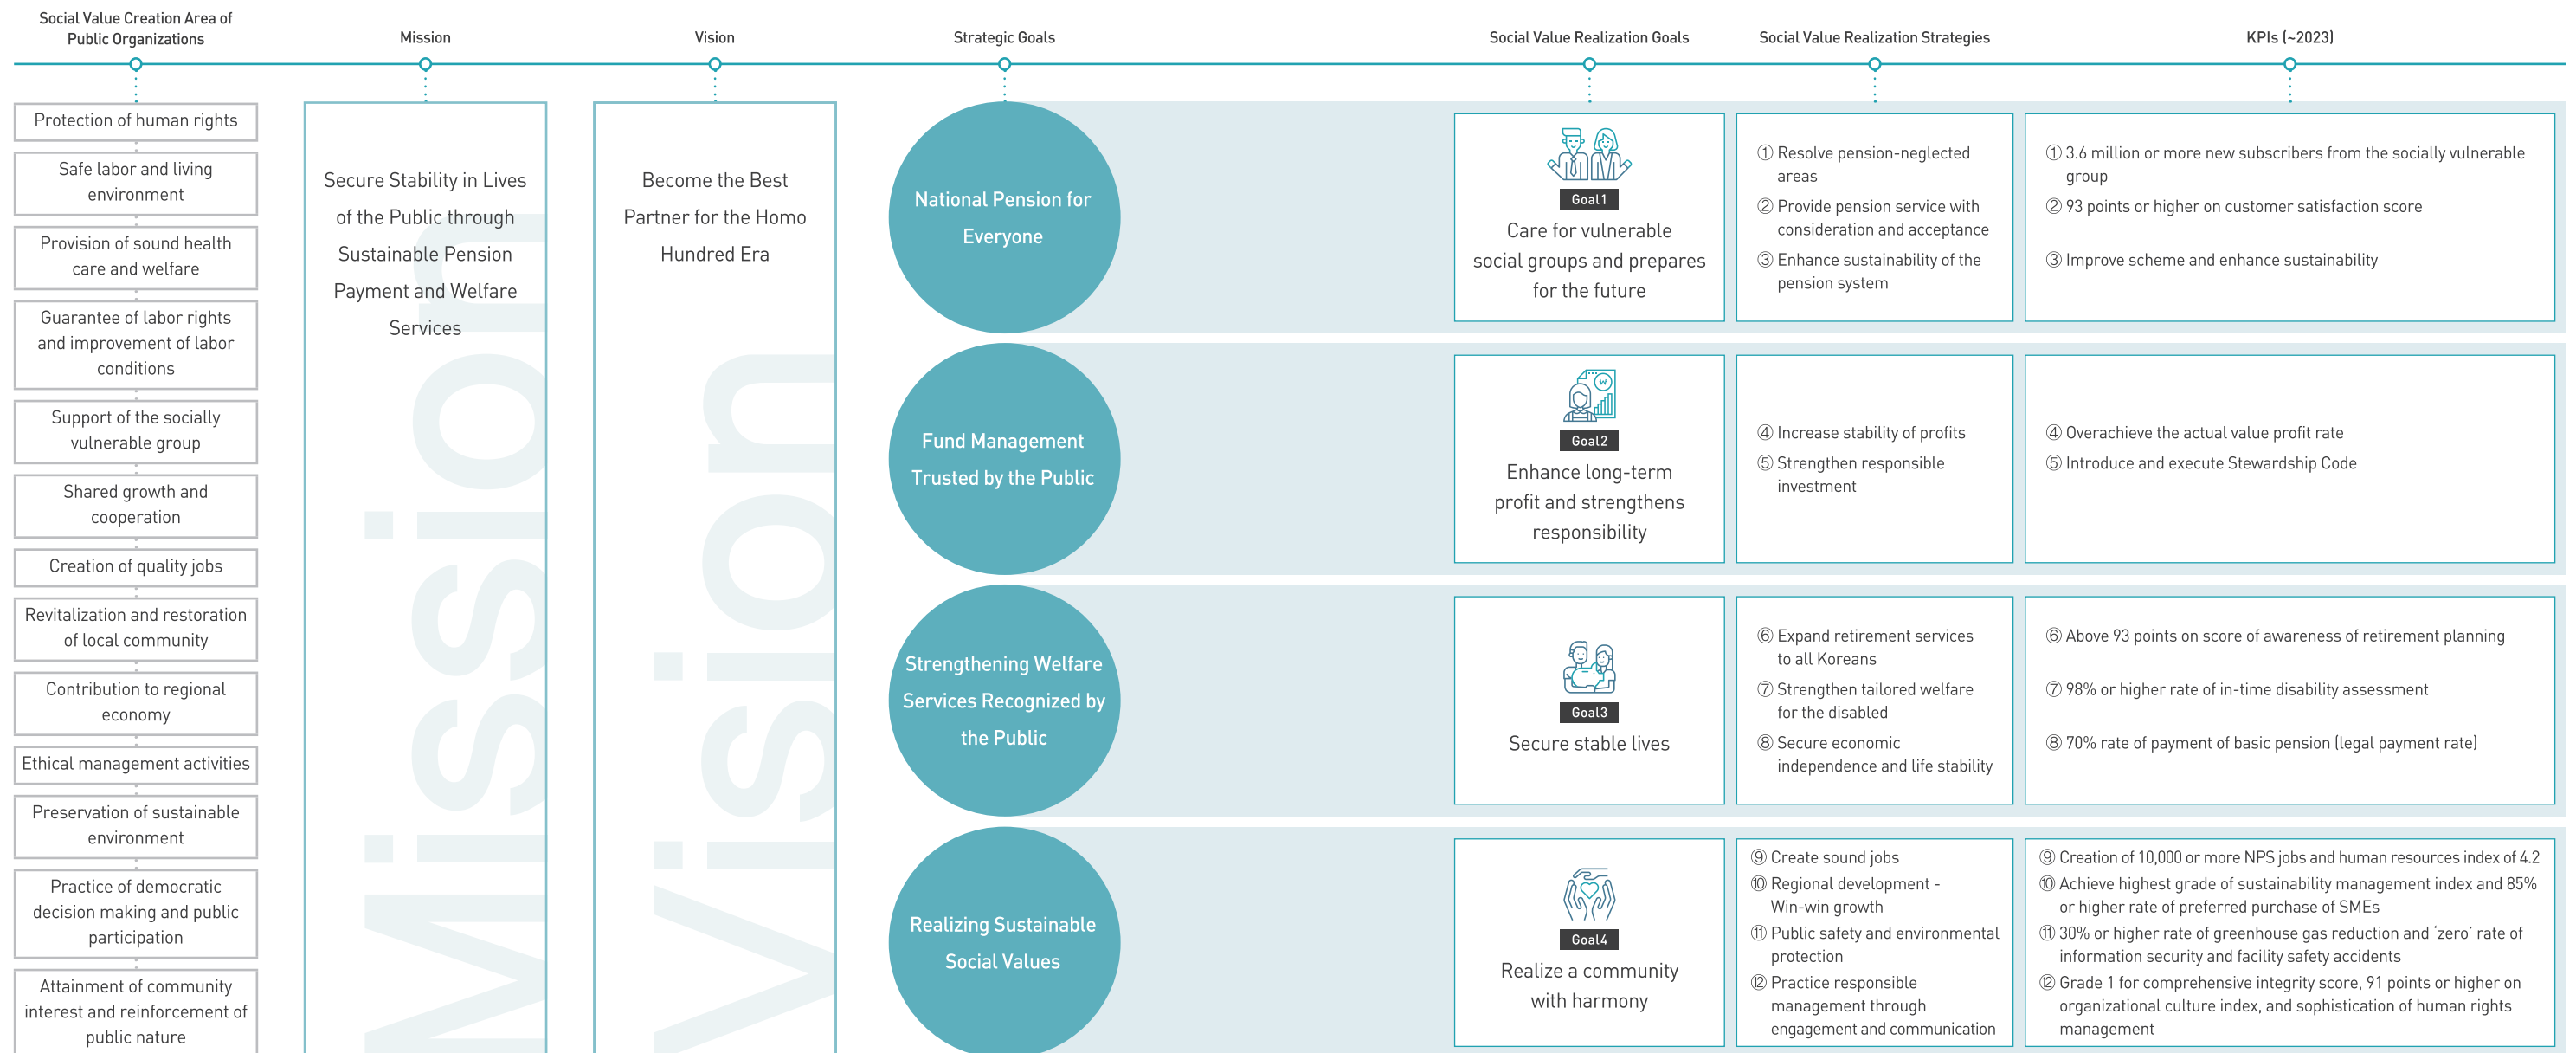 Social Value Creation Area of
Public Organizations
Mission
Vision
Strategic Goals
Social Value Realization Goals
Social Value Realization Strategies
KPIs (~2023)
Protection of human rights
Safe labor and living
environment
Provision of sound health
care and welfare
Guarantee of labor rights
and improvement of labor
conditions
Support of the socially
vulnerable group
Shared growth and
cooperation
Creation of quality jobs
Revitalization and restoration
of local community
Contribution to regional
economy
Ethical management activities
Preservation of sustainable
environment
Practice of democratic
decision making and public
participation
Attainment of community
interest and reinforcement of
public nature
Secure Stability in Lives
of the Public through
Sustainable Pension
Payment and Welfare
Services
Mission
Become the Best
Partner for the Homo
Hundred Era
Vision
National Pension for
Everyone
Goal1
Care for vulnerable
social groups and prepares
for the future
① Resolve pension-neglected
areas
② Provide pension service with
consideration and acceptance
③ Enhance sustainability of the
pension system
① 3.6 million or more new subscribers from the socially vulnerable
group
② 93 points or higher on customer satisfaction score
③ Improve scheme and enhance sustainability
Fund Management
Trusted by the Public
₩
Goal2
Enhance long-term
profit and strengthens
responsibility
④ Increase stability of profits
⑤ Strengthen responsible
investment
④ Overachieve the actual value profit rate
⑤ Introduce and execute Stewardship Code
Strengthening Welfare
Services Recognized by
the Public
Goal3
Secure stable lives
⑥ Expand retirement services
to all Koreans
⑦ Strengthen tailored welfare
for the disabled
⑧ Secure economic
independence and life stability
⑥ Above 93 points on score of awareness of retirement planning
⑦ 98% or higher rate of in-time disability assessment
⑧ 70% rate of payment of basic pension (legal payment rate)
Realizing Sustainable
Social Values
Goal4
Realize a community
with harmony
⑨ Create sound jobs
⑩ Regional development -
Win-win growth
⑪ Public safety and environmental
protection
⑫ Practice responsible
management through
engagement and communication
⑨ Creation of 10,000 or more NPS jobs and human resources index of 4.2
⑩ Achieve highest grade of sustainability management index and 85%
or higher rate of preferred purchase of SMEs
⑪ 30% or higher rate of greenhouse gas reduction and ‘zero’ rate of
information security and facility safety accidents
⑫ Grade 1 for comprehensive integrity score, 91 points or higher on
organizational culture index, and sophistication of human rights
management